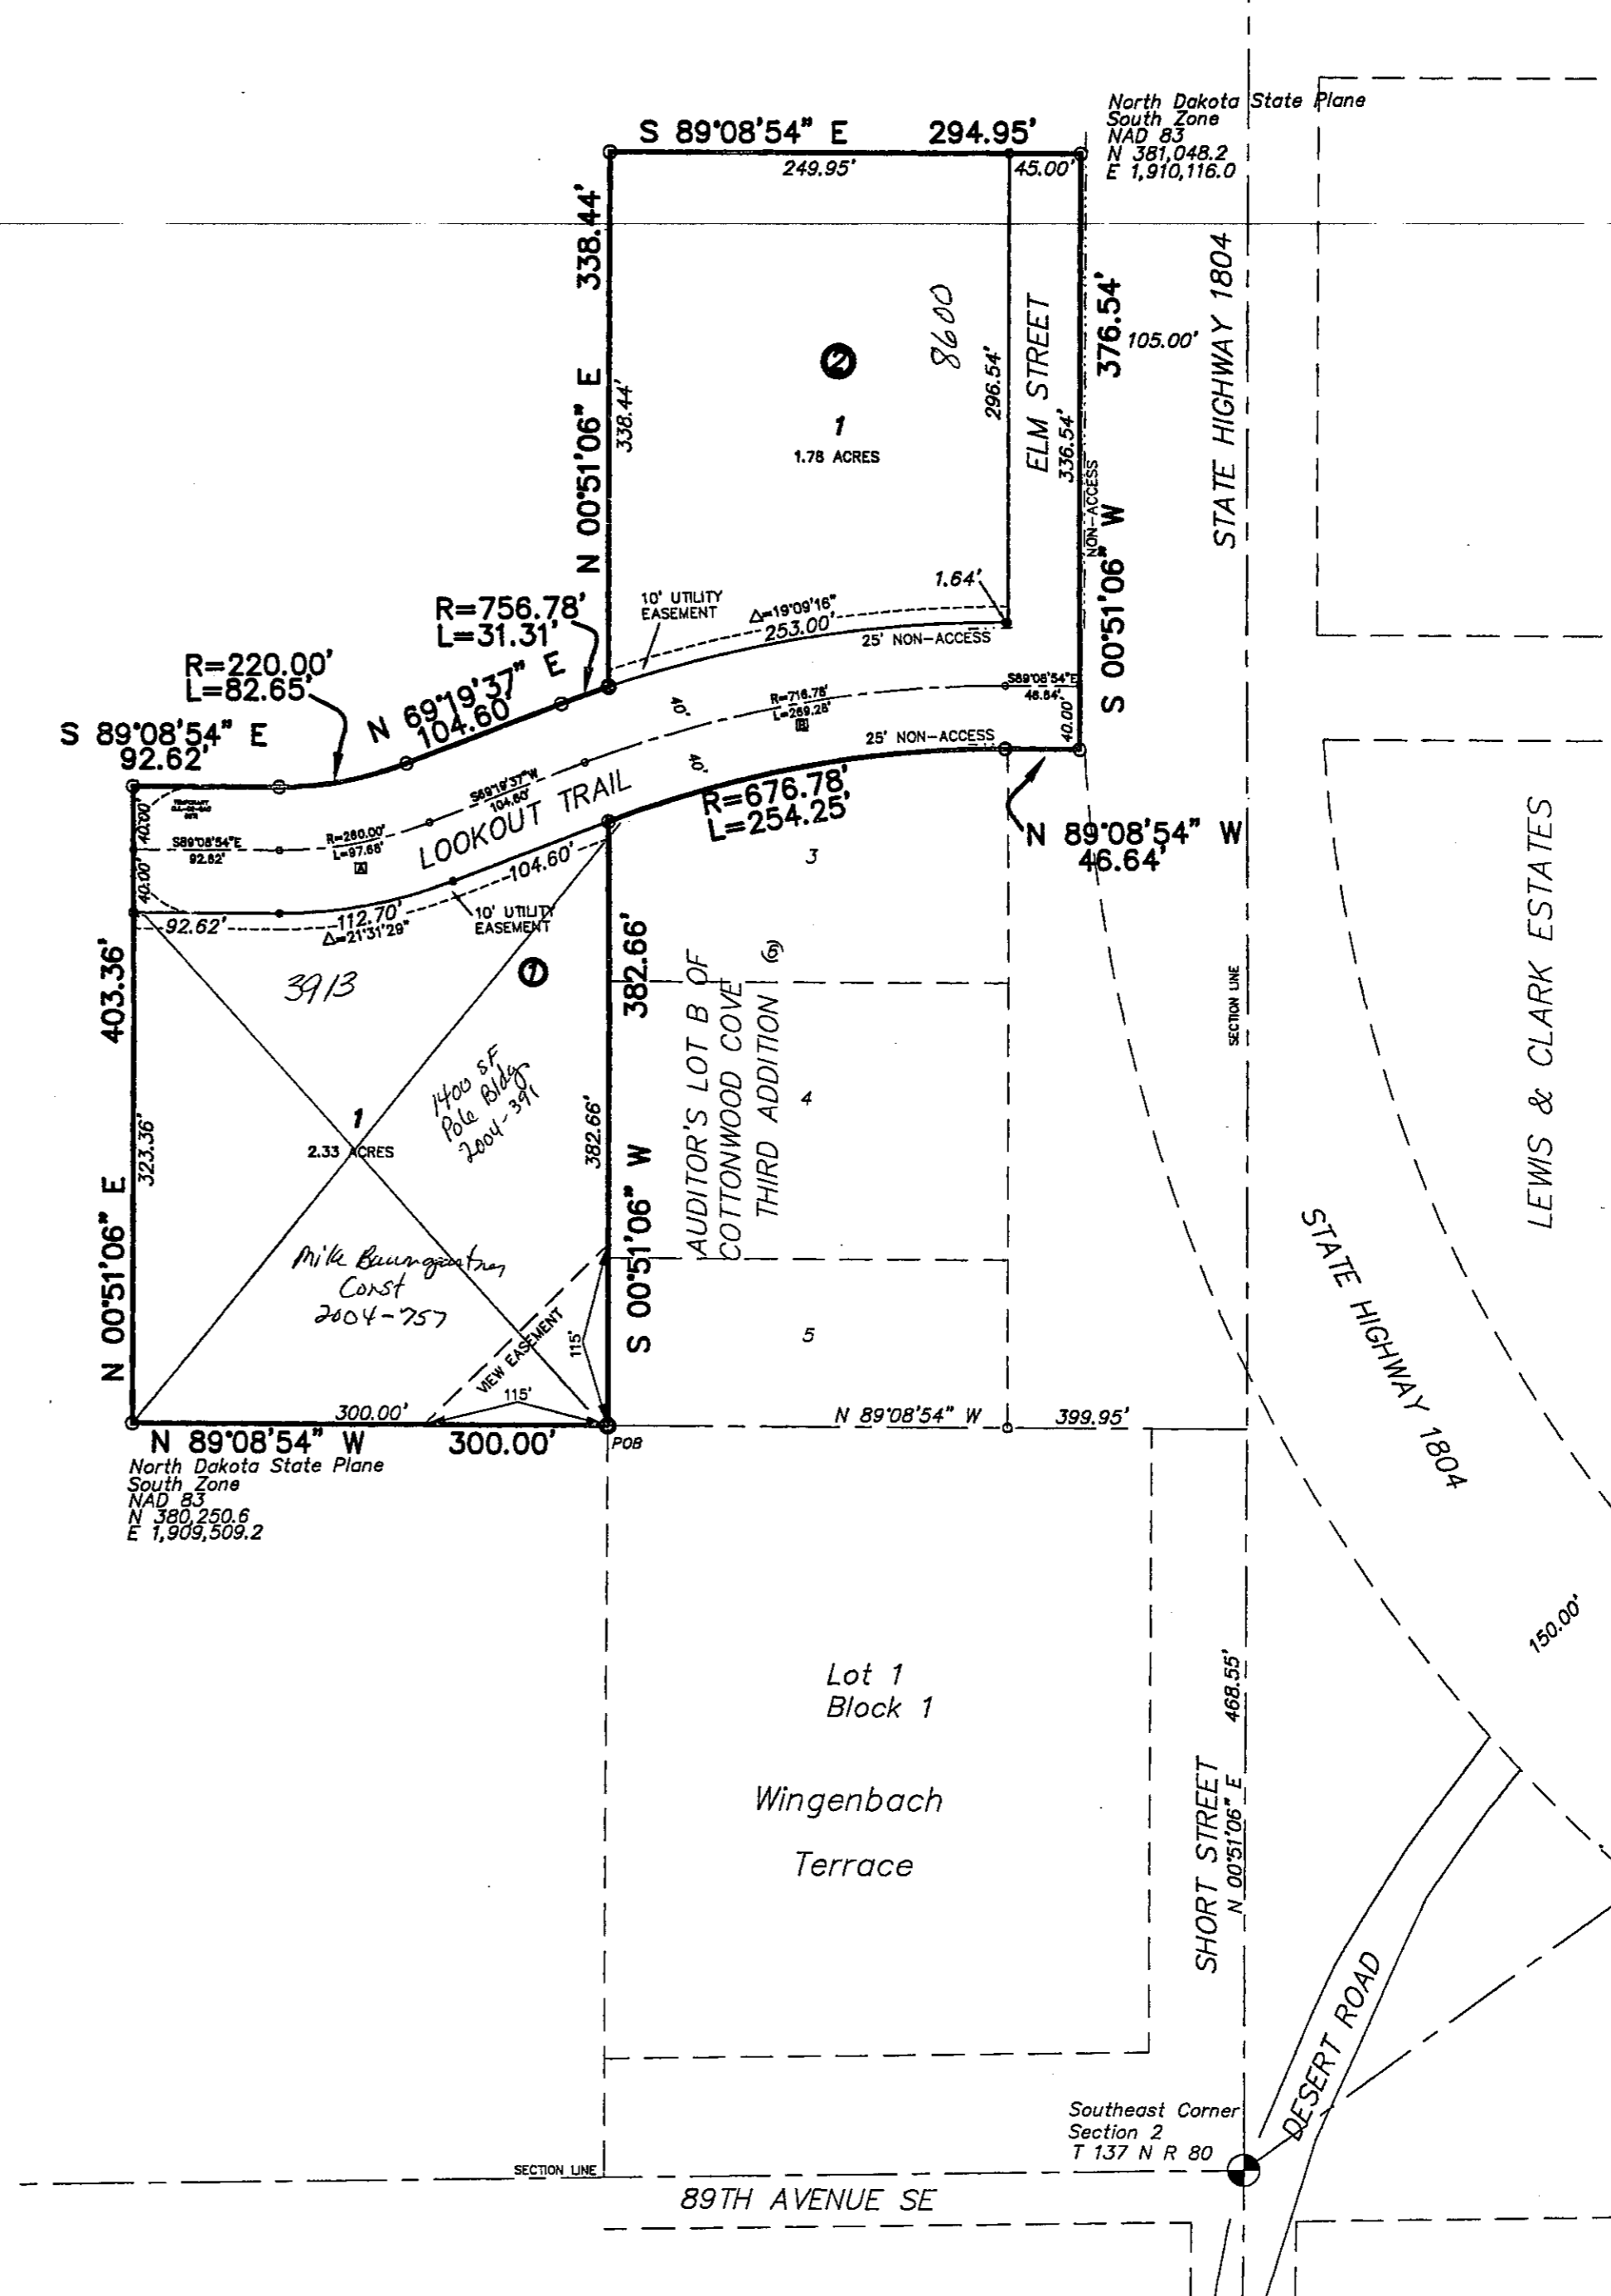 S 89°08'54" E 294.95'
249.95' 45.00'
North Dakota State Plane
South Zone
NAD 83
N 381,048.2
E 1,910,116.0
N 00°51'06" E 338.44'
338.44'
8600
2
1
1.78 ACRES
296.54'
ELM STREET
336.54'
NON-ACCESS
376.54'
S 00°51'06" W
105.00'
STATE HIGHWAY 1804
1.64'
10' UTILITY
EASEMENT
Δ=19°09'16"
253.00'
25' NON-ACCESS
R=756.78'
L=31.31'
R=220.00'
L=82.65'
N 69°19'37" E
104.60'
S 89°08'54" E
92.62'
40'
40'
R=716.78'
L=269.28'
B
S89°08'54"E
46.64'
40.00'
25' NON-ACCESS
R=676.78'
L=254.25'
N 89°08'54" W
46.64'
40.00'
40.00'
S89°08'54"E
92.62'
R=260.00'
L=97.68'
A
S69°19'37"W
104.60'
LOOKOUT TRAIL
104.60'
92.62'
112.70'
Δ=21°31'29"
10' UTILITY
EASEMENT
1
3913
N 00°51'06" E 403.36'
323.36'
1400 SF
Pole Bldg
2004-391
1
2.33 ACRES
Mike Baumgartner
Const
2004-757
382.66'
S 00°51'06" W 382.66'
VIEW EASEMENT
115'
115'
300.00'
N 89°08'54" W 300.00'
POB
North Dakota State Plane
South Zone
NAD 83
N 380,250.6
E 1,909,509.2
3
AUDITOR'S LOT B OF
COTTONWOOD COVE
THIRD ADDITION
(6)
4
5
N 89°08'54" W 399.95'
SECTION LINE
LEWIS & CLARK ESTATES
STATE HIGHWAY 1804
150.00'
Lot 1
Block 1
Wingenbach
Terrace
SHORT STREET
N 00°51'06" E 468.55'
DESERT ROAD
Southeast Corner
Section 2
T 137 N R 80
SECTION LINE
89TH AVENUE SE